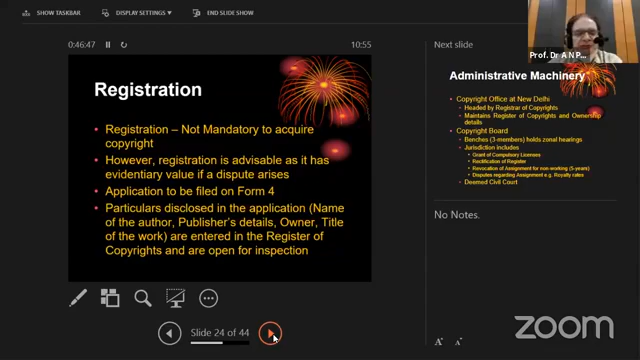 SHOW TASKBAR
DISPLAY SETTINGS ▾
END SLIDE SHOW
0:46:47
10:55
Registration
• Registration – Not Mandatory to acquire
copyright
• However, registration is advisable as it has
evidentiary value if a dispute arises
• Application to be filed on Form 4
• Particulars disclosed in the application (Name
of the author, Publisher's details, Owner, Title
of the work) are entered in the Register of
Copyrights and are open for inspection
Slide 24 of 44
Next slide
Prof. Dr A N P...
Administrative Machinery
• Copyright Office at New Delhi
• Headed by Registrar of Copyrights
• Maintains Register of Copyrights and Ownership
details
• Copyright Board
• Benches (3-members) holds zonal hearings
• Jurisdiction includes
• Grant of Compulsory Licenses
• Rectification of Register
• Revocation of Assignment for non-working (5-years)
• Disputes regarding Assignment e.g. Royalty rates
• Deemed Civil Court
No Notes.
A A
zoom